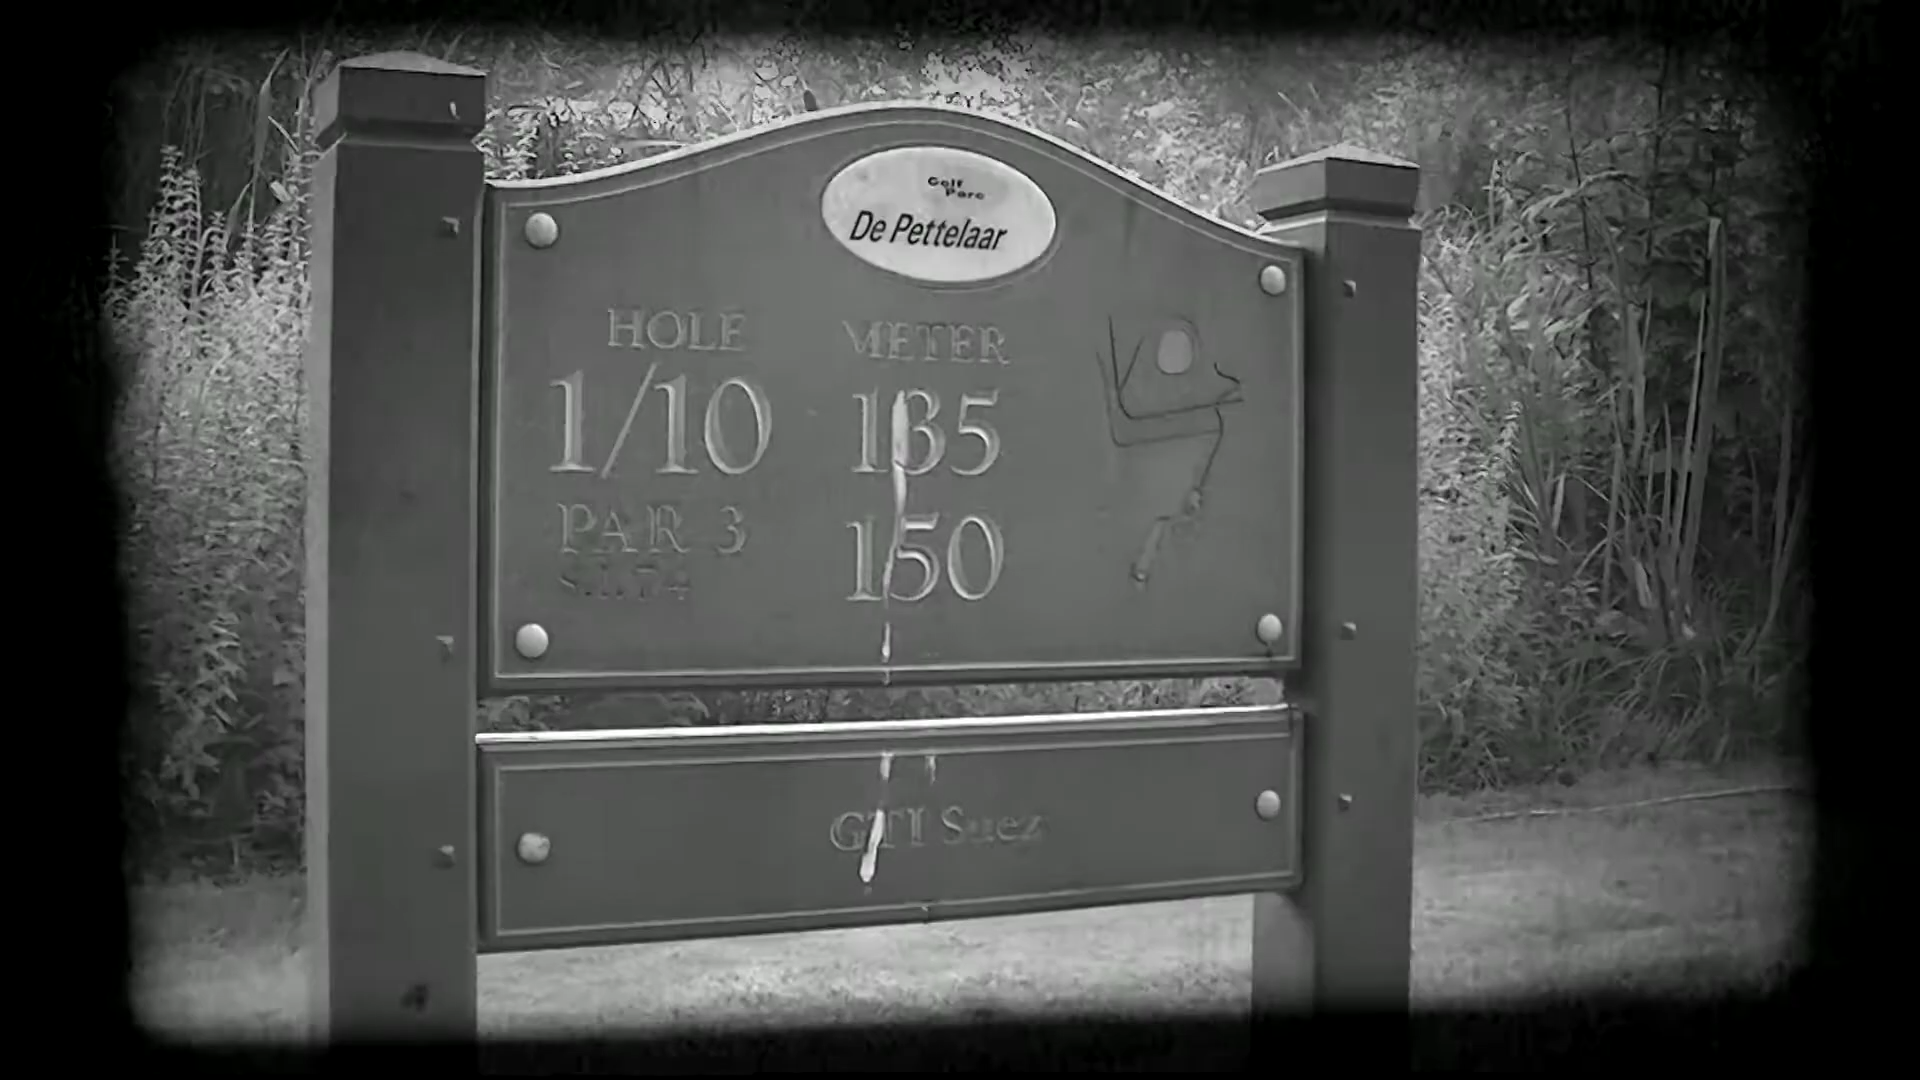 Golf
Parc
De Pettelaar
HOLE
1/10
PAR 3
METER
135
150
GTI Suez